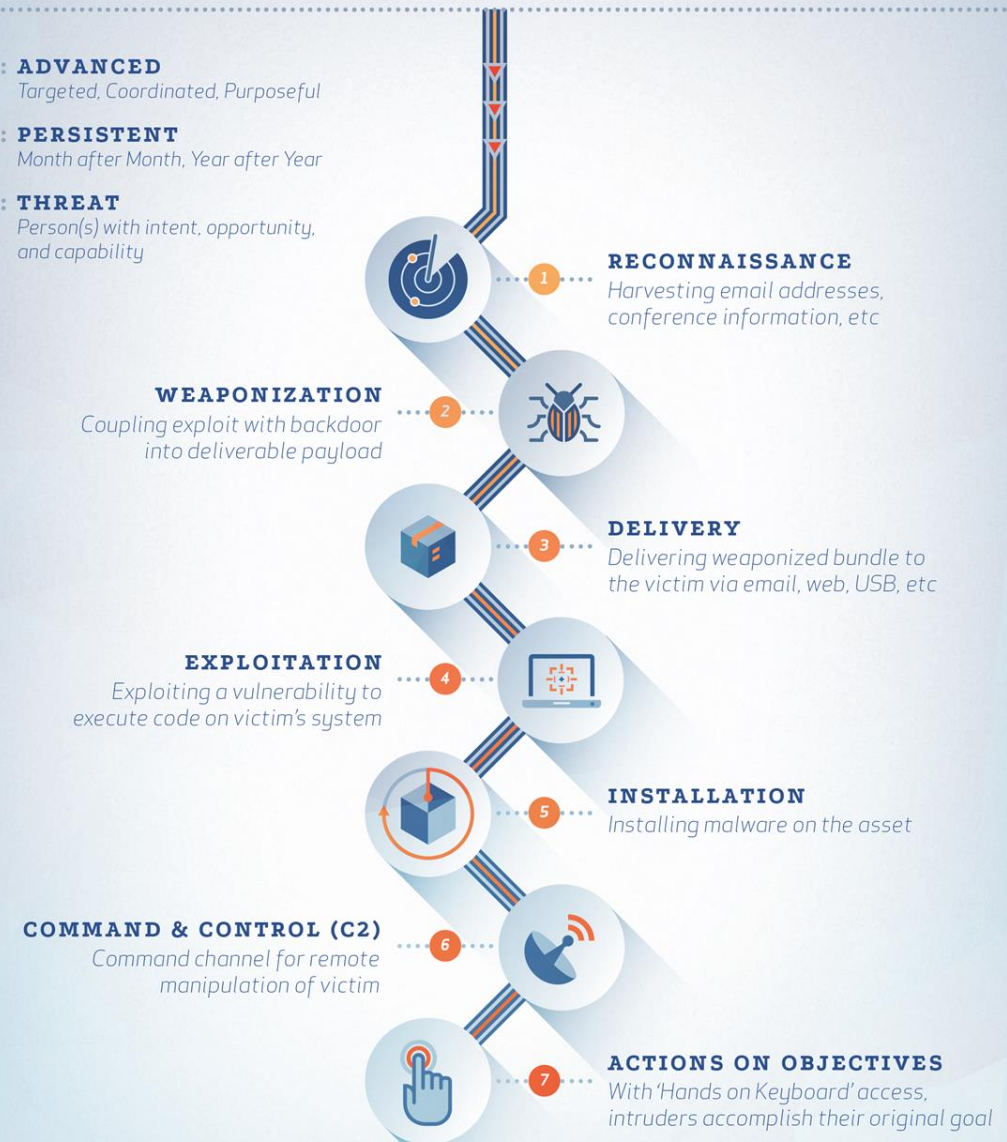 ADVANCED
Targeted, Coordinated, Purposeful
PERSISTENT
Month after Month, Year after Year
THREAT
Person(s) with intent, opportunity,
and capability
1
RECONNAISSANCE
Harvesting email addresses,
conference information, etc
WEAPONIZATION
Coupling exploit with backdoor
into deliverable payload
2
3
DELIVERY
Delivering weaponized bundle to
the victim via email, web, USB, etc
EXPLOITATION
Exploiting a vulnerability to
execute code on victim's system
4
5
INSTALLATION
Installing malware on the asset
COMMAND & CONTROL (C2)
Command channel for remote
manipulation of victim
6
7
ACTIONS ON OBJECTIVES
With 'Hands on Keyboard' access,
intruders accomplish their original goal